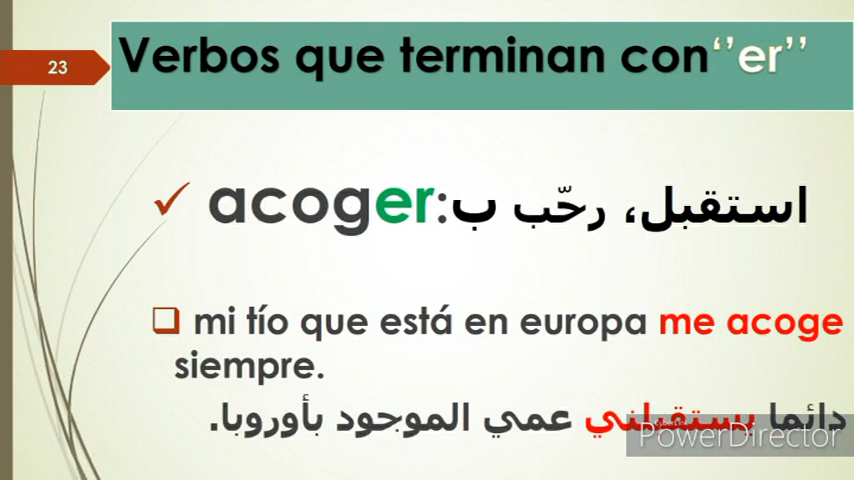 23
Verbos que terminan con‘’er’’
acoger:استقبل، رحّب ب
mi tío que está en europa me acoge
siempre.
دائما يستقبلني عمي الموجود بأوروبا.
PowerDirector